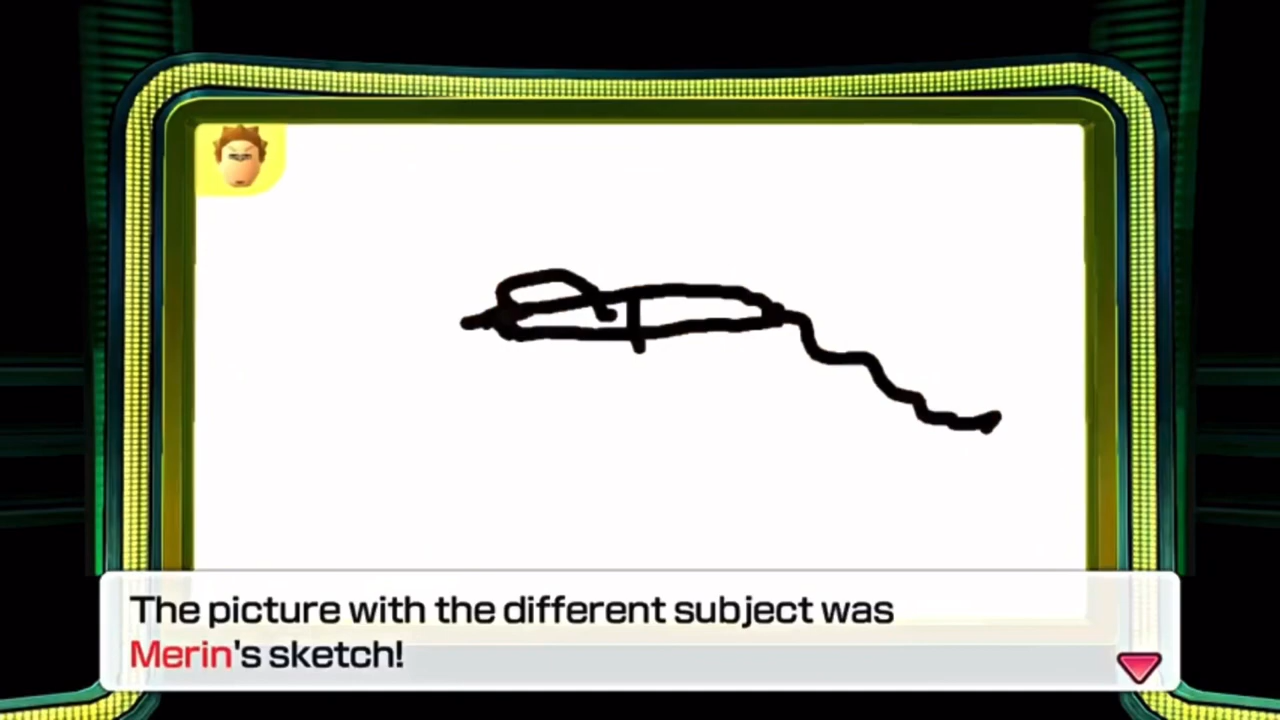 The picture with the different subject was
Merin's sketch!